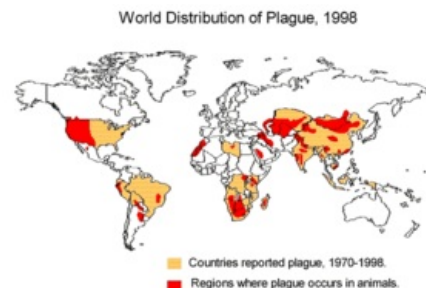 World Distribution of Plague, 1998
Countries reported plague, 1970-1998.
Regions where plague occurs in animals.